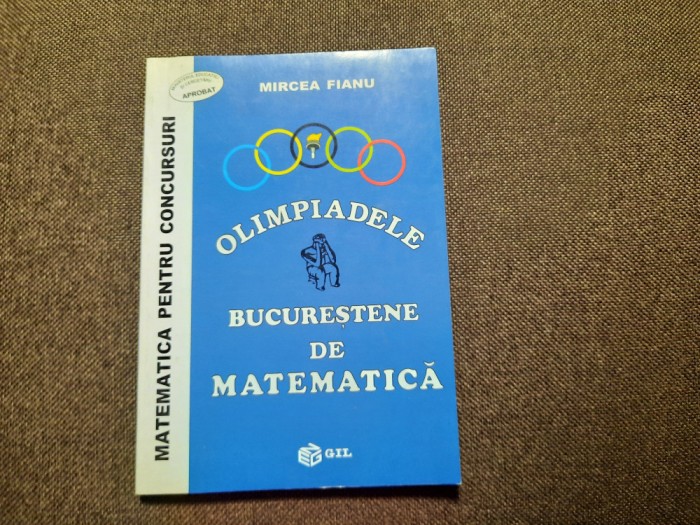 MATEMATICA PENTRU CONCURSURI
APROBAT
MIRCEA FIANU
OLIMPIADELE
BUCUREȘTENE
DE
MATEMATICĂ
GIL